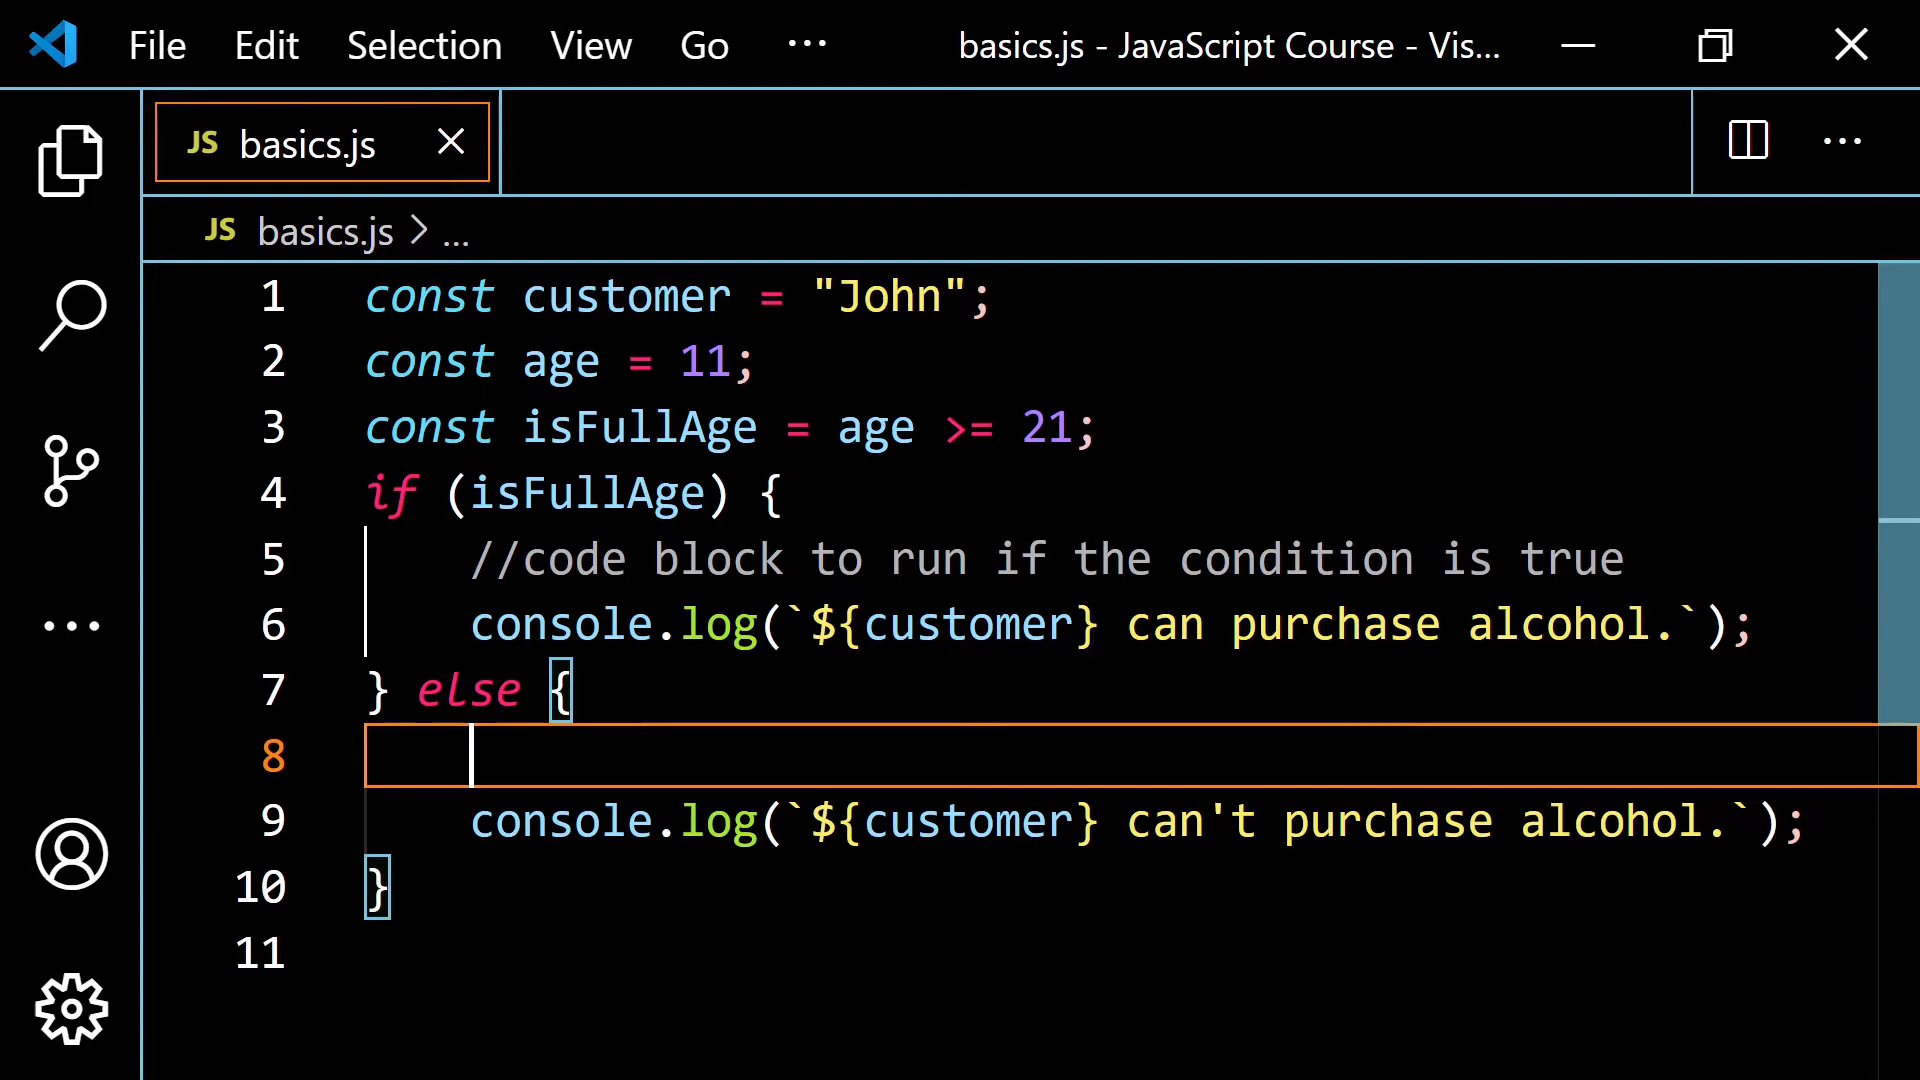 File Edit Selection View Go ··· basics.js - JavaScript Course - Vis...
JS basics.js
JS basics.js > ...
1 const customer = "John";
2 const age = 11;
3 const isFullAge = age >= 21;
4 if (isFullAge) {
5 //code block to run if the condition is true
6 console.log(`${customer} can purchase alcohol.`);
7 } else {
8
9 console.log(`${customer} can't purchase alcohol.`);
10 }
11